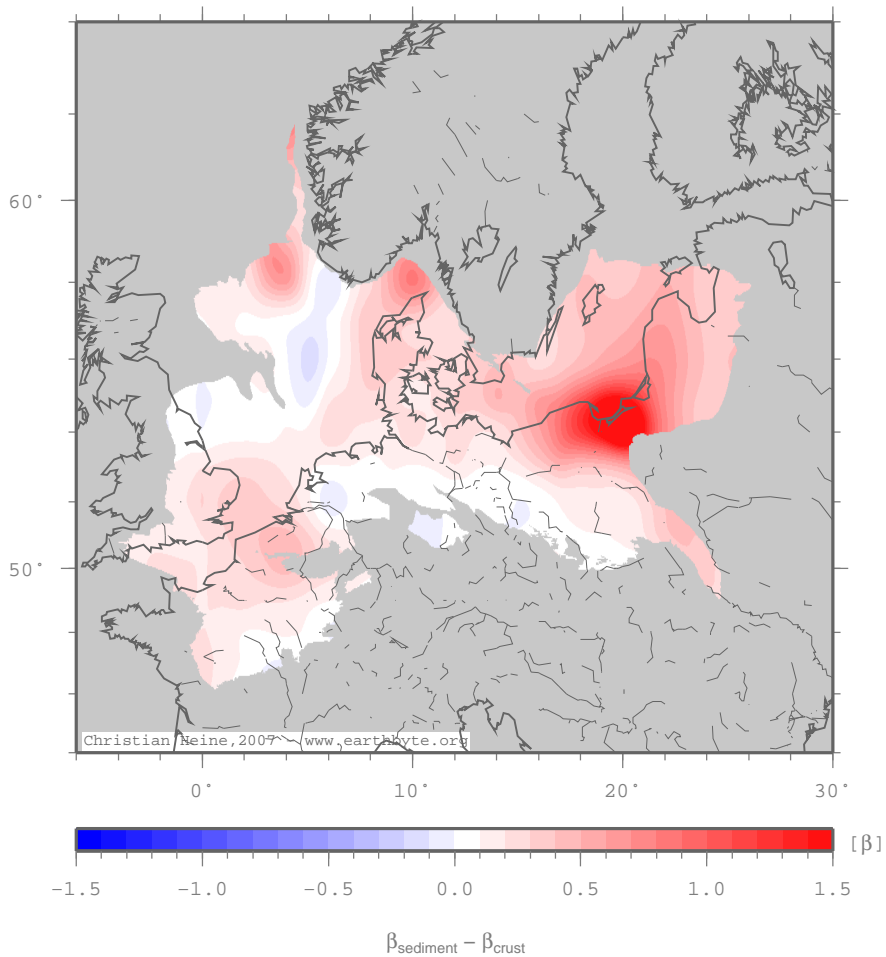 60°
50°
Christian Heine,2007 www.earthbyte.org
0° 10° 20° 30°
[β]
−1.5 −1.0 −0.5 0.0 0.5 1.0 1.5
βsediment − βcrust